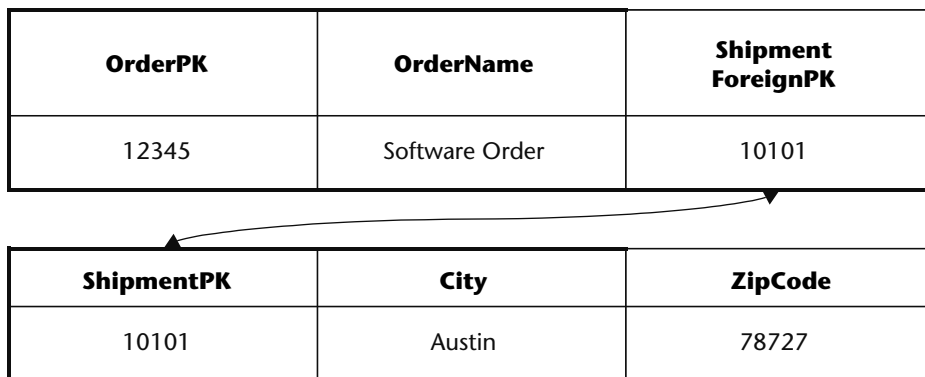 OrderPK OrderName Shipment
ForeignPK
12345 Software Order 10101
ShipmentPK City ZipCode
10101 Austin 78727